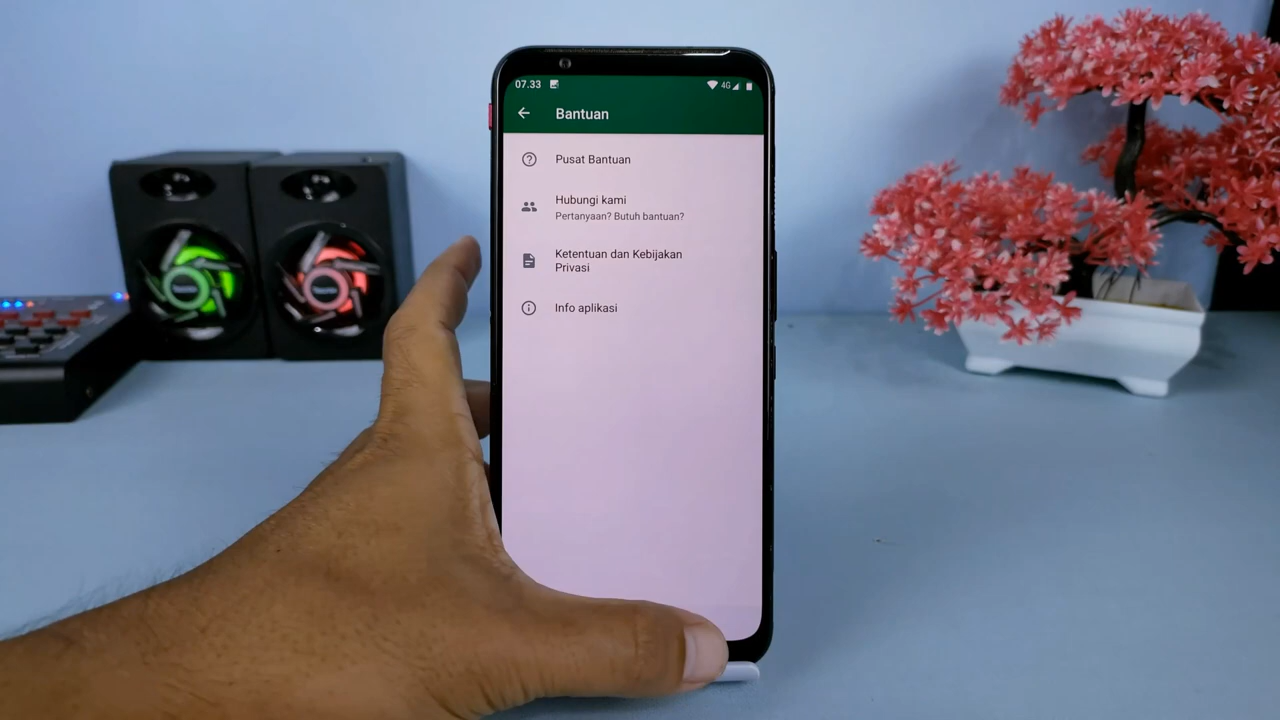 07.33 4G
Bantuan
Pusat Bantuan
Hubungi kami
Pertanyaan? Butuh bantuan?
Ketentuan dan Kebijakan
Privasi
Info aplikasi